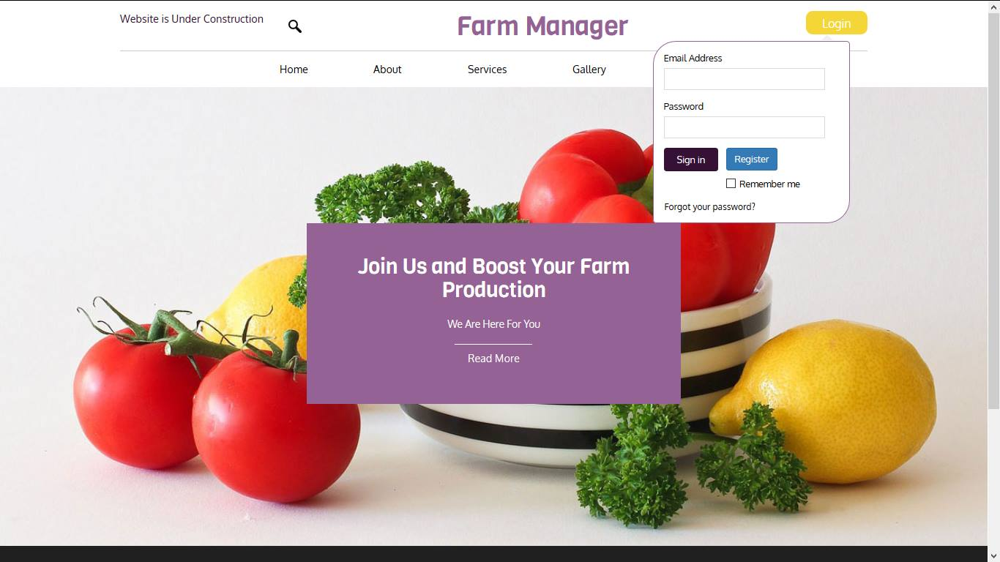 Website is Under Construction
Farm Manager
Login
Home
About
Services
Gallery
Email Address
Password
Sign in
Register
Remember me
Forgot your password?
Join Us and Boost Your Farm
Production
We Are Here For You
Read More